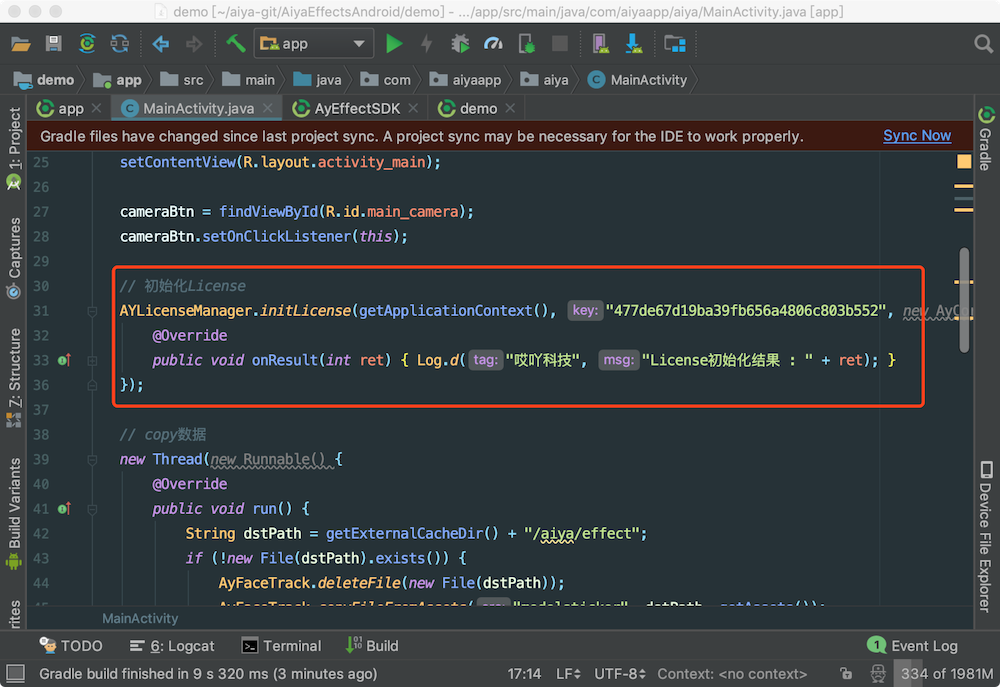 demo [~/aiya-git/AiyaEffectsAndroid/demo] - .../app/src/main/java/com/aiyaapp/aiya/MainActivity.java [app]
app
demo app src main java com aiyaapp aiya MainActivity
app MainActivity.java AyEffectSDK demo
Gradle files have changed since last project sync. A project sync may be necessary for the IDE to work properly. Sync Now
1: Project
Captures
Z: Structure
Build Variants
rites
25 setContentView(R.layout.activity_main);
26
27 cameraBtn = findViewById(R.id.main_camera);
28 cameraBtn.setOnClickListener(this);
29
30 // 初始化License
31 AYLicenseManager.initLicense(getApplicationContext(), key: "477de67d19ba39fb656a4806c803b552", new AyCor
32 @Override
33 public void onResult(int ret) { Log.d( tag: "哎吖科技", msg: "License初始化结果 : " + ret); }
36 });
37
38 // copy数据
39 new Thread(new Runnable() {
40 @Override
41 public void run() {
42 String dstPath = getExternalCacheDir() + "/aiya/effect";
43 if (!new File(dstPath).exists()) {
44 AyFaceTrack.deleteFile(new File(dstPath));
Gradle
Device File Explorer
MainActivity
TODO 6: Logcat Terminal Build 1 Event Log
Gradle build finished in 9 s 320 ms (3 minutes ago) 17:14 LF UTF-8 Context: <no context> 334 of 1981M